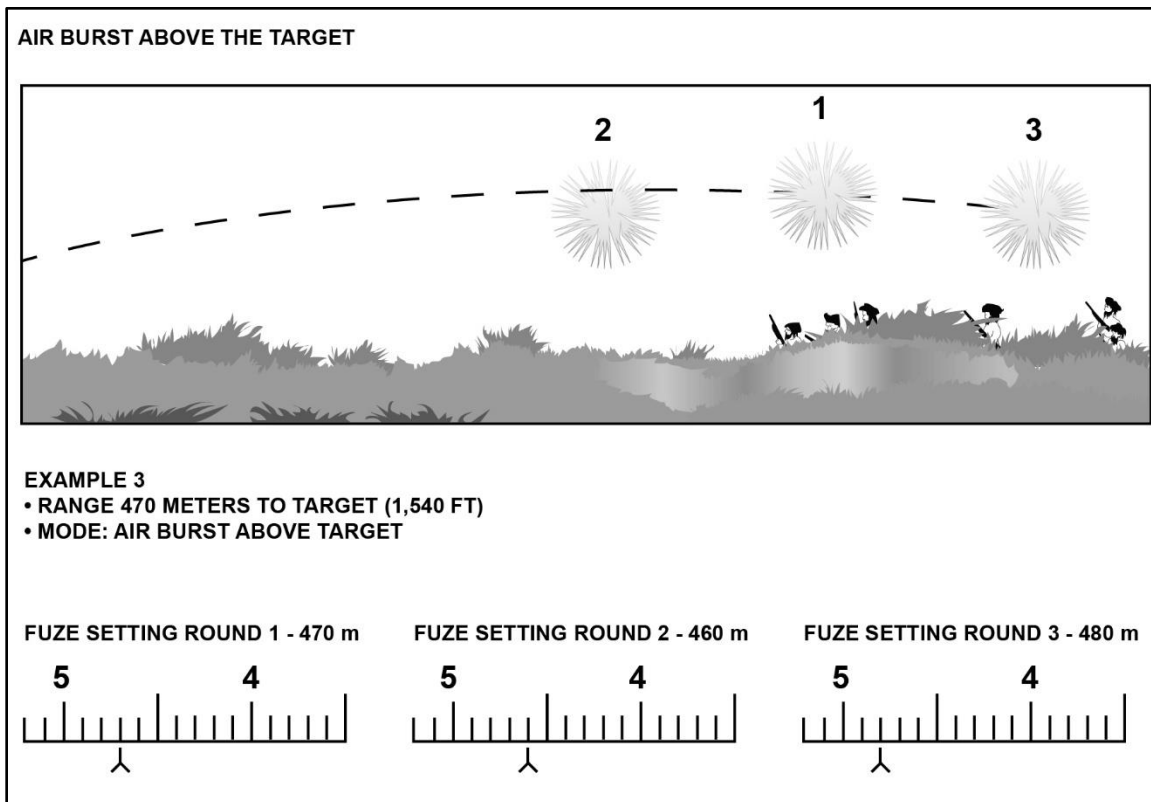 AIR BURST ABOVE THE TARGET
2 1 3
EXAMPLE 3
• RANGE 470 METERS TO TARGET (1,540 FT)
• MODE: AIR BURST ABOVE TARGET
FUZE SETTING ROUND 1 - 470 m
5 4
FUZE SETTING ROUND 2 - 460 m
5 4
FUZE SETTING ROUND 3 - 480 m
5 4